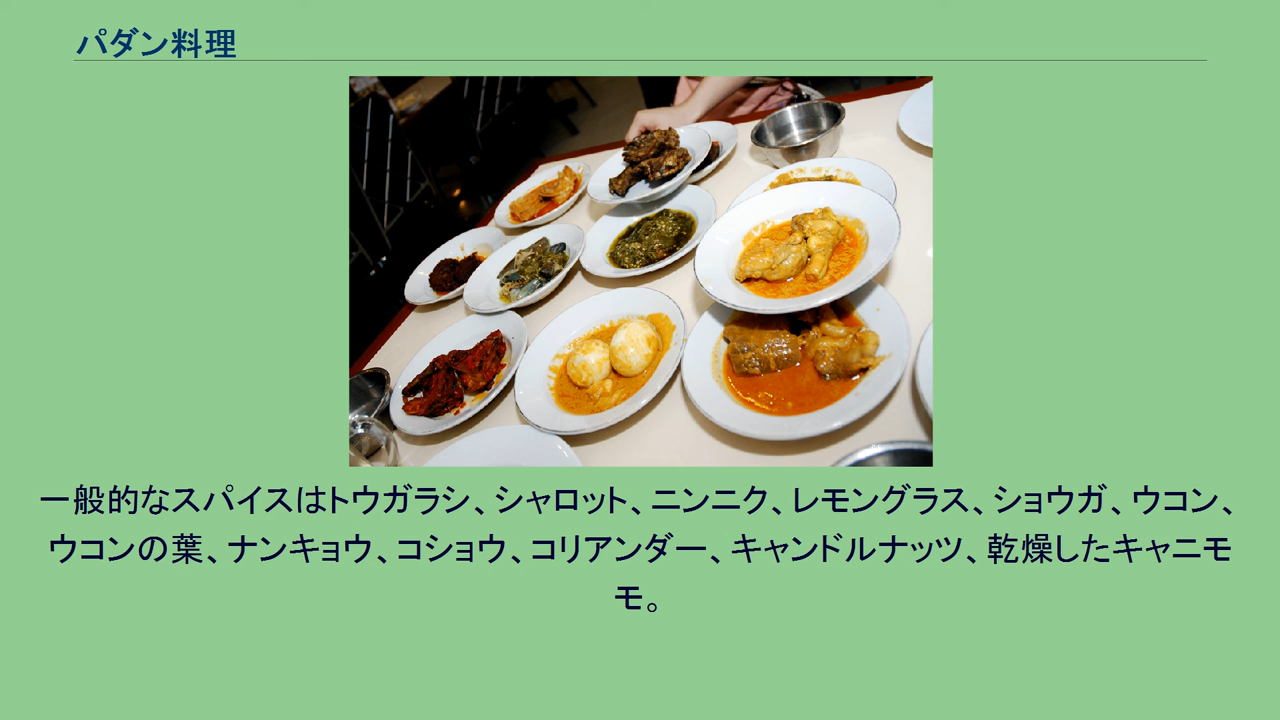 パダン料理
一般的なスパイスはトウガラシ、シャロット、ニンニク、レモングラス、ショウガ、ウコン、
ウコンの葉、ナンキョウ、コショウ、コリアンダー、キャンドルナッツ、乾燥したキャニモ
モ。